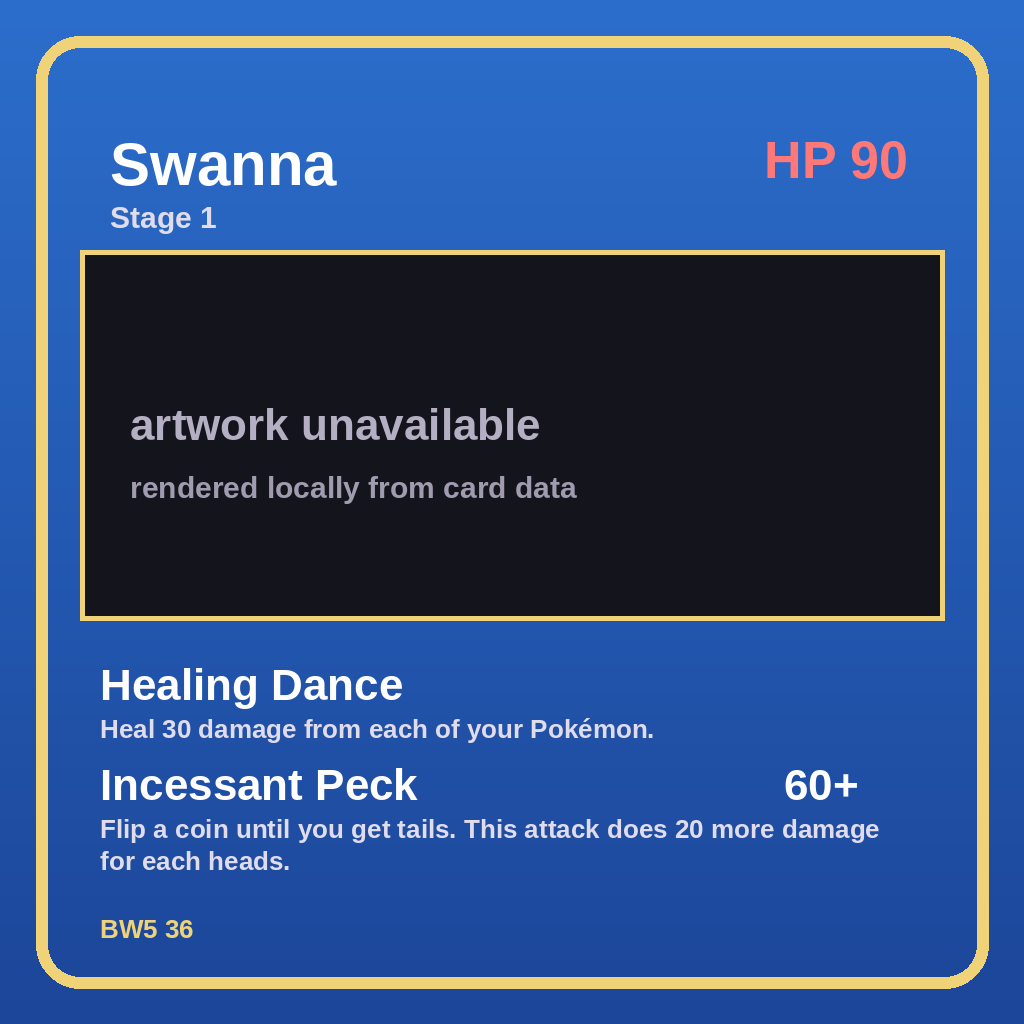 Swanna
HP 90
Stage 1
artwork unavailable
rendered locally from card data
Healing Dance
Heal 30 damage from each of your Pokémon.
Incessant Peck
60+
Flip a coin until you get tails. This attack does 20 more damage
for each heads.
BW5 36